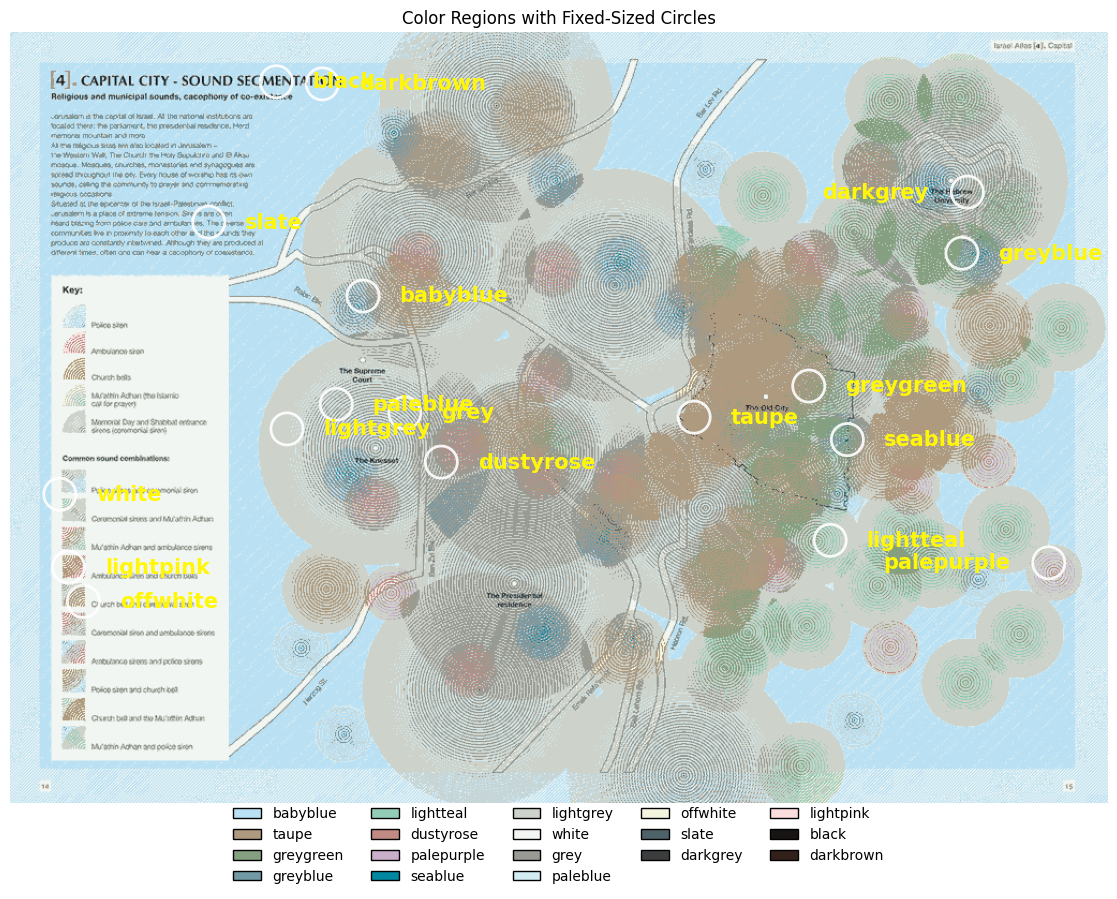 Color Regions with Fixed-Sized Circles
Israel Atlas [4]. Capital
[4]. CAPITAL CITY - SOUND SEGMENTATION
black
darkbrown
Religious and municipal sounds, cacophony of co-existence
Jerusalem is the capital of Israel. All the national institutions are
located there: the parliament, the presidential residence, Herzl
memorial mountain and more.
All the religious sites are also located in Jerusalem –
the Western Wall, The Church the Holy Sepulchre and El Aksa
mosque. Mosques, churches, monasteries and synagogues are
spread throughout the city. Every house of worship has its own
sounds, calling the community to prayer and commemorating
religious occasions.
Situated at the epicenter of the Israeli-Palestinian conflict,
Jerusalem is a place of extreme tension. Sirens are often
heard blazing from police cars and ambulances. The diverse
communities live in proximity to each other and the sounds they
produce are constantly intertwined. Although they are produced at
different times, often one can hear a cacophony of coexistence.
slate
Bar Lev Rd.
darkgrey
The Hebrew
University
greyblue
babyblue
The Supreme
Court
paleblue
grey
lightgrey
The Knesset
dustyrose
greygreen
The Old City
taupe
seablue
lightteal
palepurple
The Presidential
residence
Hebron Rd.
Herzog St.
Key:
Police siren
Ambulance siren
Church bells
Mu'athin Adhan (the Islamic
call for prayer)
Memorial Day and Shabbat entrance
sirens (ceremonial siren)
Common sound combinations:
Police siren and ceremonial siren
white
Ceremonial sirens and Mu'athin Adhan
Mu'athin Adhan and ambulance sirens
lightpink
Ambulance sirens and church bells
offwhite
Church bells and ceremonial siren
Ceremonial siren and ambulance sirens
Ambulance sirens and police sirens
Police siren and church bell
Church bell and the Mu'athin Adhan
Mu'athin Adhan and police siren
14
15
babyblue
taupe
greygreen
greyblue
lightteal
dustyrose
palepurple
seablue
lightgrey
white
grey
paleblue
offwhite
slate
darkgrey
lightpink
black
darkbrown